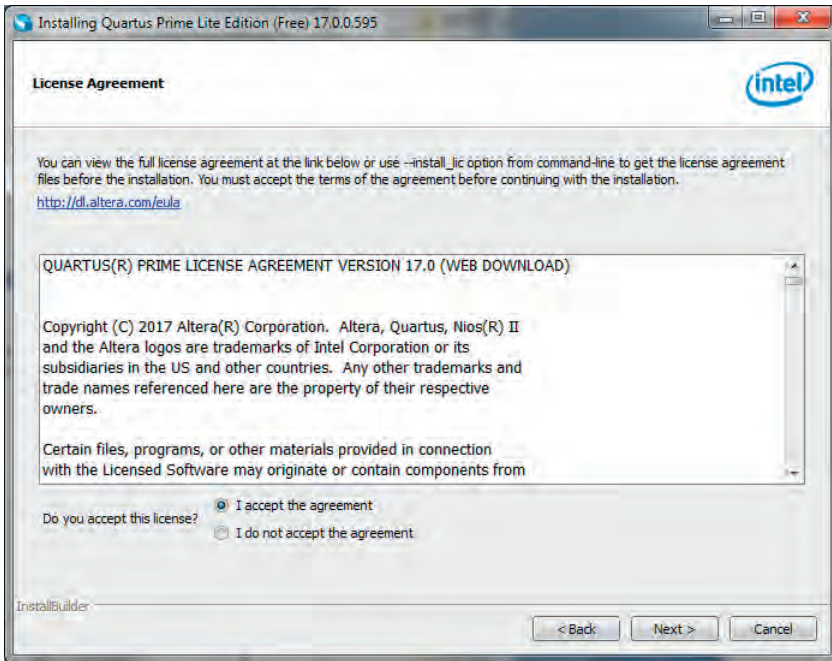 Installing Quartus Prime Lite Edition (Free) 17.0.0.595
License Agreement
intel
You can view the full license agreement at the link below or use --install_lic option from command-line to get the license agreement
files before the installation. You must accept the terms of the agreement before continuing with the installation.
http://dl.altera.com/eula
QUARTUS(R) PRIME LICENSE AGREEMENT VERSION 17.0 (WEB DOWNLOAD)
Copyright (C) 2017 Altera(R) Corporation. Altera, Quartus, Nios(R) II
and the Altera logos are trademarks of Intel Corporation or its
subsidiaries in the US and other countries. Any other trademarks and
trade names referenced here are the property of their respective
owners.
Certain files, programs, or other materials provided in connection
with the Licensed Software may originate or contain components from
Do you accept this license?
I accept the agreement
I do not accept the agreement
InstallBuilder
< Back
Next >
Cancel